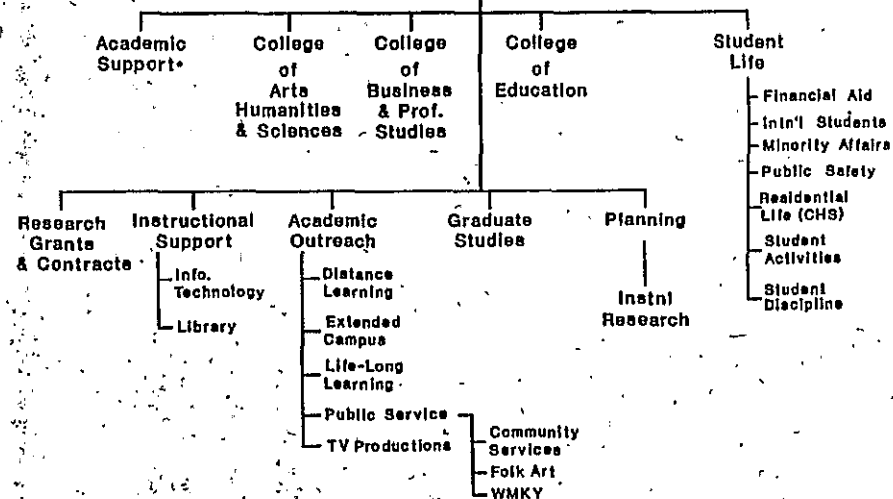 Academic
Support*
College
of
Arts
Humanities
& Sciences
College
of
Business
& Prof.
Studies
College
of
Education
Student
Life
Financial Aid
Intn'l Students
Minority Affairs
Public Safety
Residential
Life (CHS)
Student
Activities
Student
Discipline
Research
Grants
& Contracts
Instructional
Support
Info.
Technology
Library
Academic
Outreach
Distance
Learning
Extended
Campus
Life-Long
Learning
Public Service
TV Productions
Community
Services
Folk Art
WMKY
Graduate
Studies
Planning
Instnl
Research